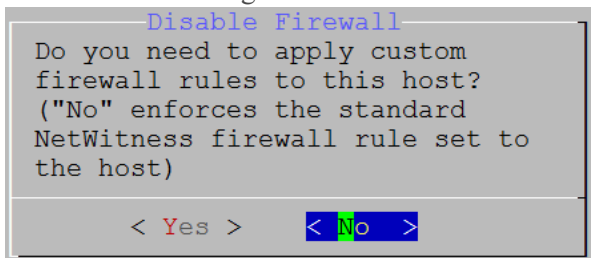 Disable Firewall
Do you need to apply custom
firewall rules to this host?
("No" enforces the standard
NetWitness firewall rule set to
the host)
< Yes > < No >